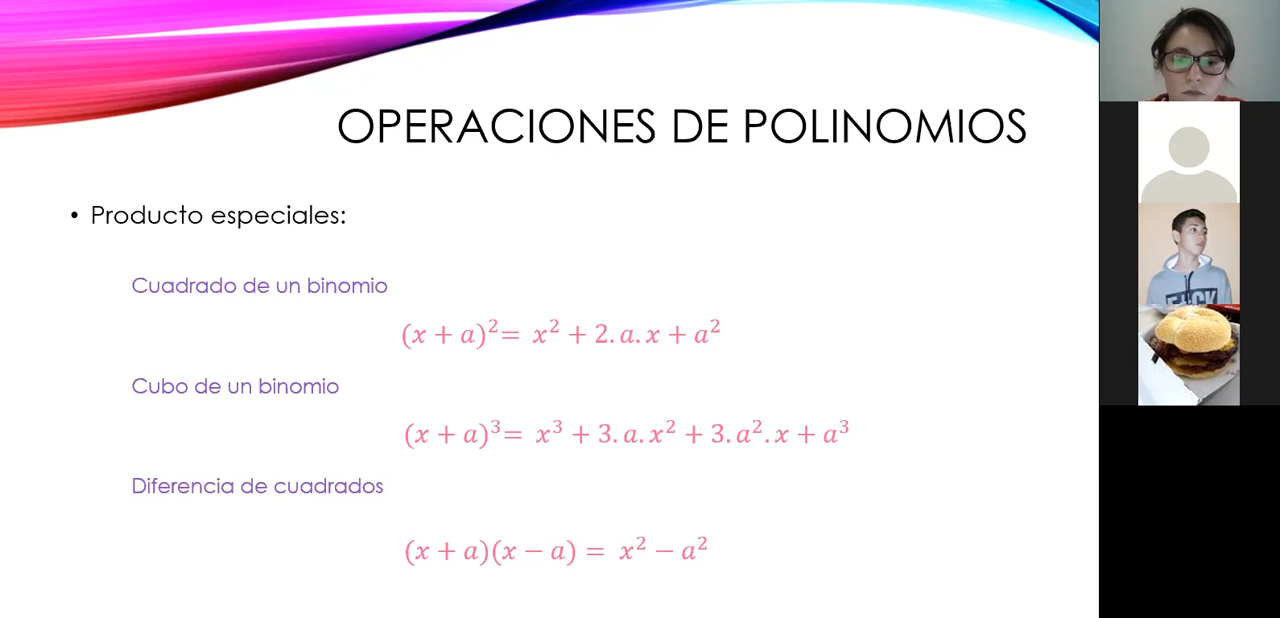 OPERACIONES DE POLINOMIOS
• Producto especiales:
Cuadrado de un binomio
(x + a)²= x² + 2. a. x + a²
Cubo de un binomio
(x + a)³= x³ + 3. a. x² + 3. a². x + a³
Diferencia de cuadrados
(x + a)(x − a) = x² − a²